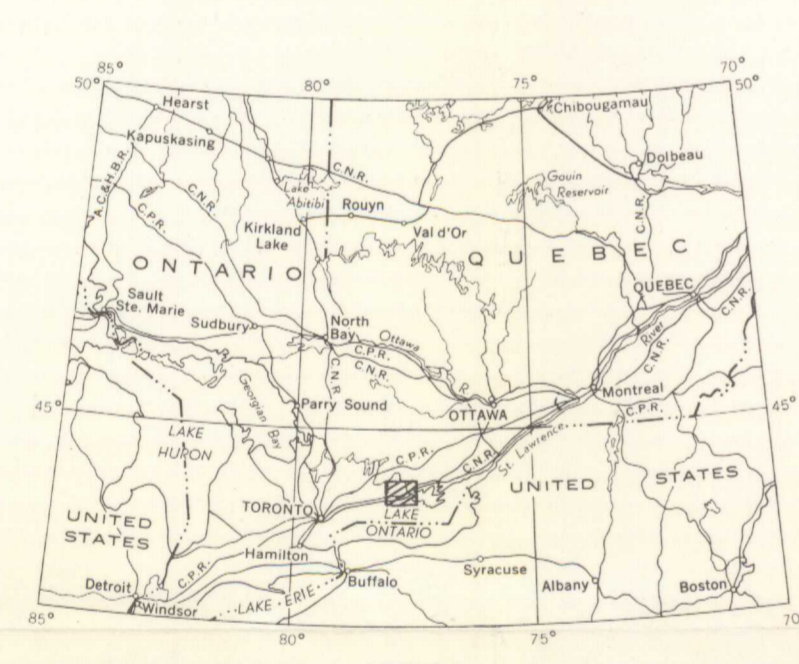 85°
80°
75°
70°
50°
50°
Hearst
Chibougamau
Kapuskasing
Dolbeau
C.N.R.
A.C.&H.B.R.
Lake
Abitibi
Gouin
Reservoir
C.N.R.
C.P.R.
Rouyn
C.N.R.
Kirkland
Lake
Val d'Or
ONTARIO
QUEBEC
QUEBEC
Sault
Ste. Marie
C.N.R.
Sudbury
North
Bay
Ottawa
River
C.P.R.
C.N.R.
C.N.R.
C.N.R.
R.
Georgian Bay
Parry Sound
OTTAWA
Montreal
C.P.R.
45°
45°
LAKE
HURON
C.P.R.
C.N.R.
St. Lawrence
UNITED
STATES
TORONTO
LAKE
ONTARIO
UNITED
STATES
Hamilton
C.P.R.
Detroit
Windsor
LAKE ERIE
Buffalo
Syracuse
Albany
Boston
85°
80°
75°
70